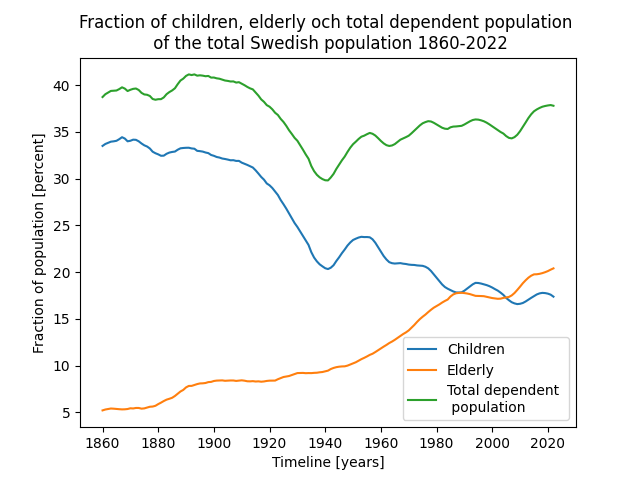 Fraction of children, elderly och total dependent population
of the total Swedish population 1860-2022
Fraction of population [percent]
40
35
30
25
20
15
10
5
Children
Elderly
Total dependent
population
1860 1880 1900 1920 1940 1960 1980 2000 2020
Timeline [years]